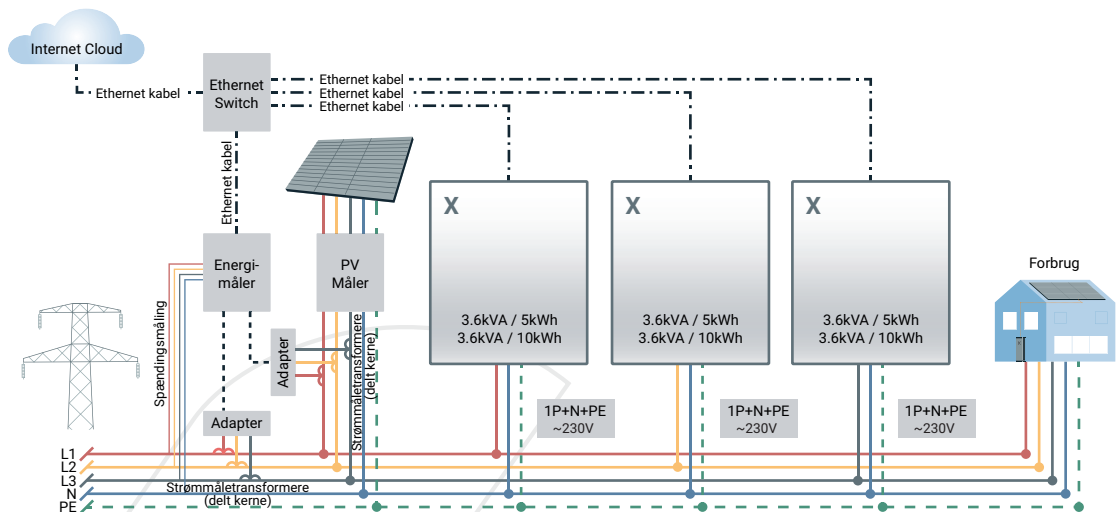 Internet Cloud
Ethernet kabel
Ethernet
Switch
Ethernet kabel
Ethernet kabel
Ethernet kabel
Ethernet kabel
Energi-
måler
PV
Måler
X
3.6kVA / 5kWh
3.6kVA / 10kWh
X
3.6kVA / 5kWh
3.6kVA / 10kWh
X
3.6kVA / 5kWh
3.6kVA / 10kWh
Forbrug
Spændingsmåling
Adapter
Strømmåletransformere
(delt kerne)
Adapter
1P+N+PE
~230V
1P+N+PE
~230V
1P+N+PE
~230V
L1
L2
L3
N
PE
Strømmåletransformere
(delt kerne)